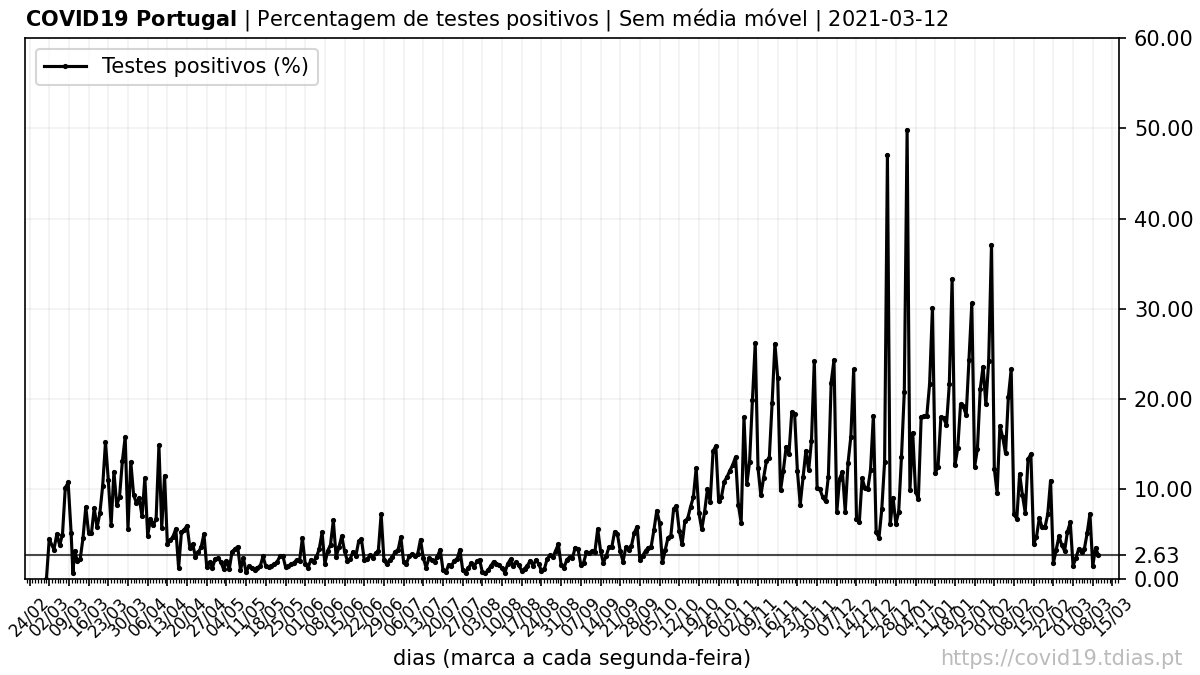 COVID19 Portugal | Percentagem de testes positivos | Sem média móvel | 2021-03-12
Testes positivos (%)
60.00
50.00
40.00
30.00
20.00
10.00
2.63
0.00
24/02 02/03 09/03 16/03 23/03 30/03 06/04 13/04 20/04 27/04 04/05 11/05 18/05 25/05 01/06 08/06 15/06 22/06 29/06 06/07 13/07 20/07 27/07 03/08 10/08 17/08 24/08 31/08 07/09 14/09 21/09 28/09 05/10 12/10 19/10 26/10 02/11 09/11 16/11 23/11 30/11 07/12 14/12 21/12 28/12 04/01 11/01 18/01 25/01 01/02 08/02 15/02 22/02 01/03 08/03 15/03
dias (marca a cada segunda-feira)
https://covid19.tdias.pt